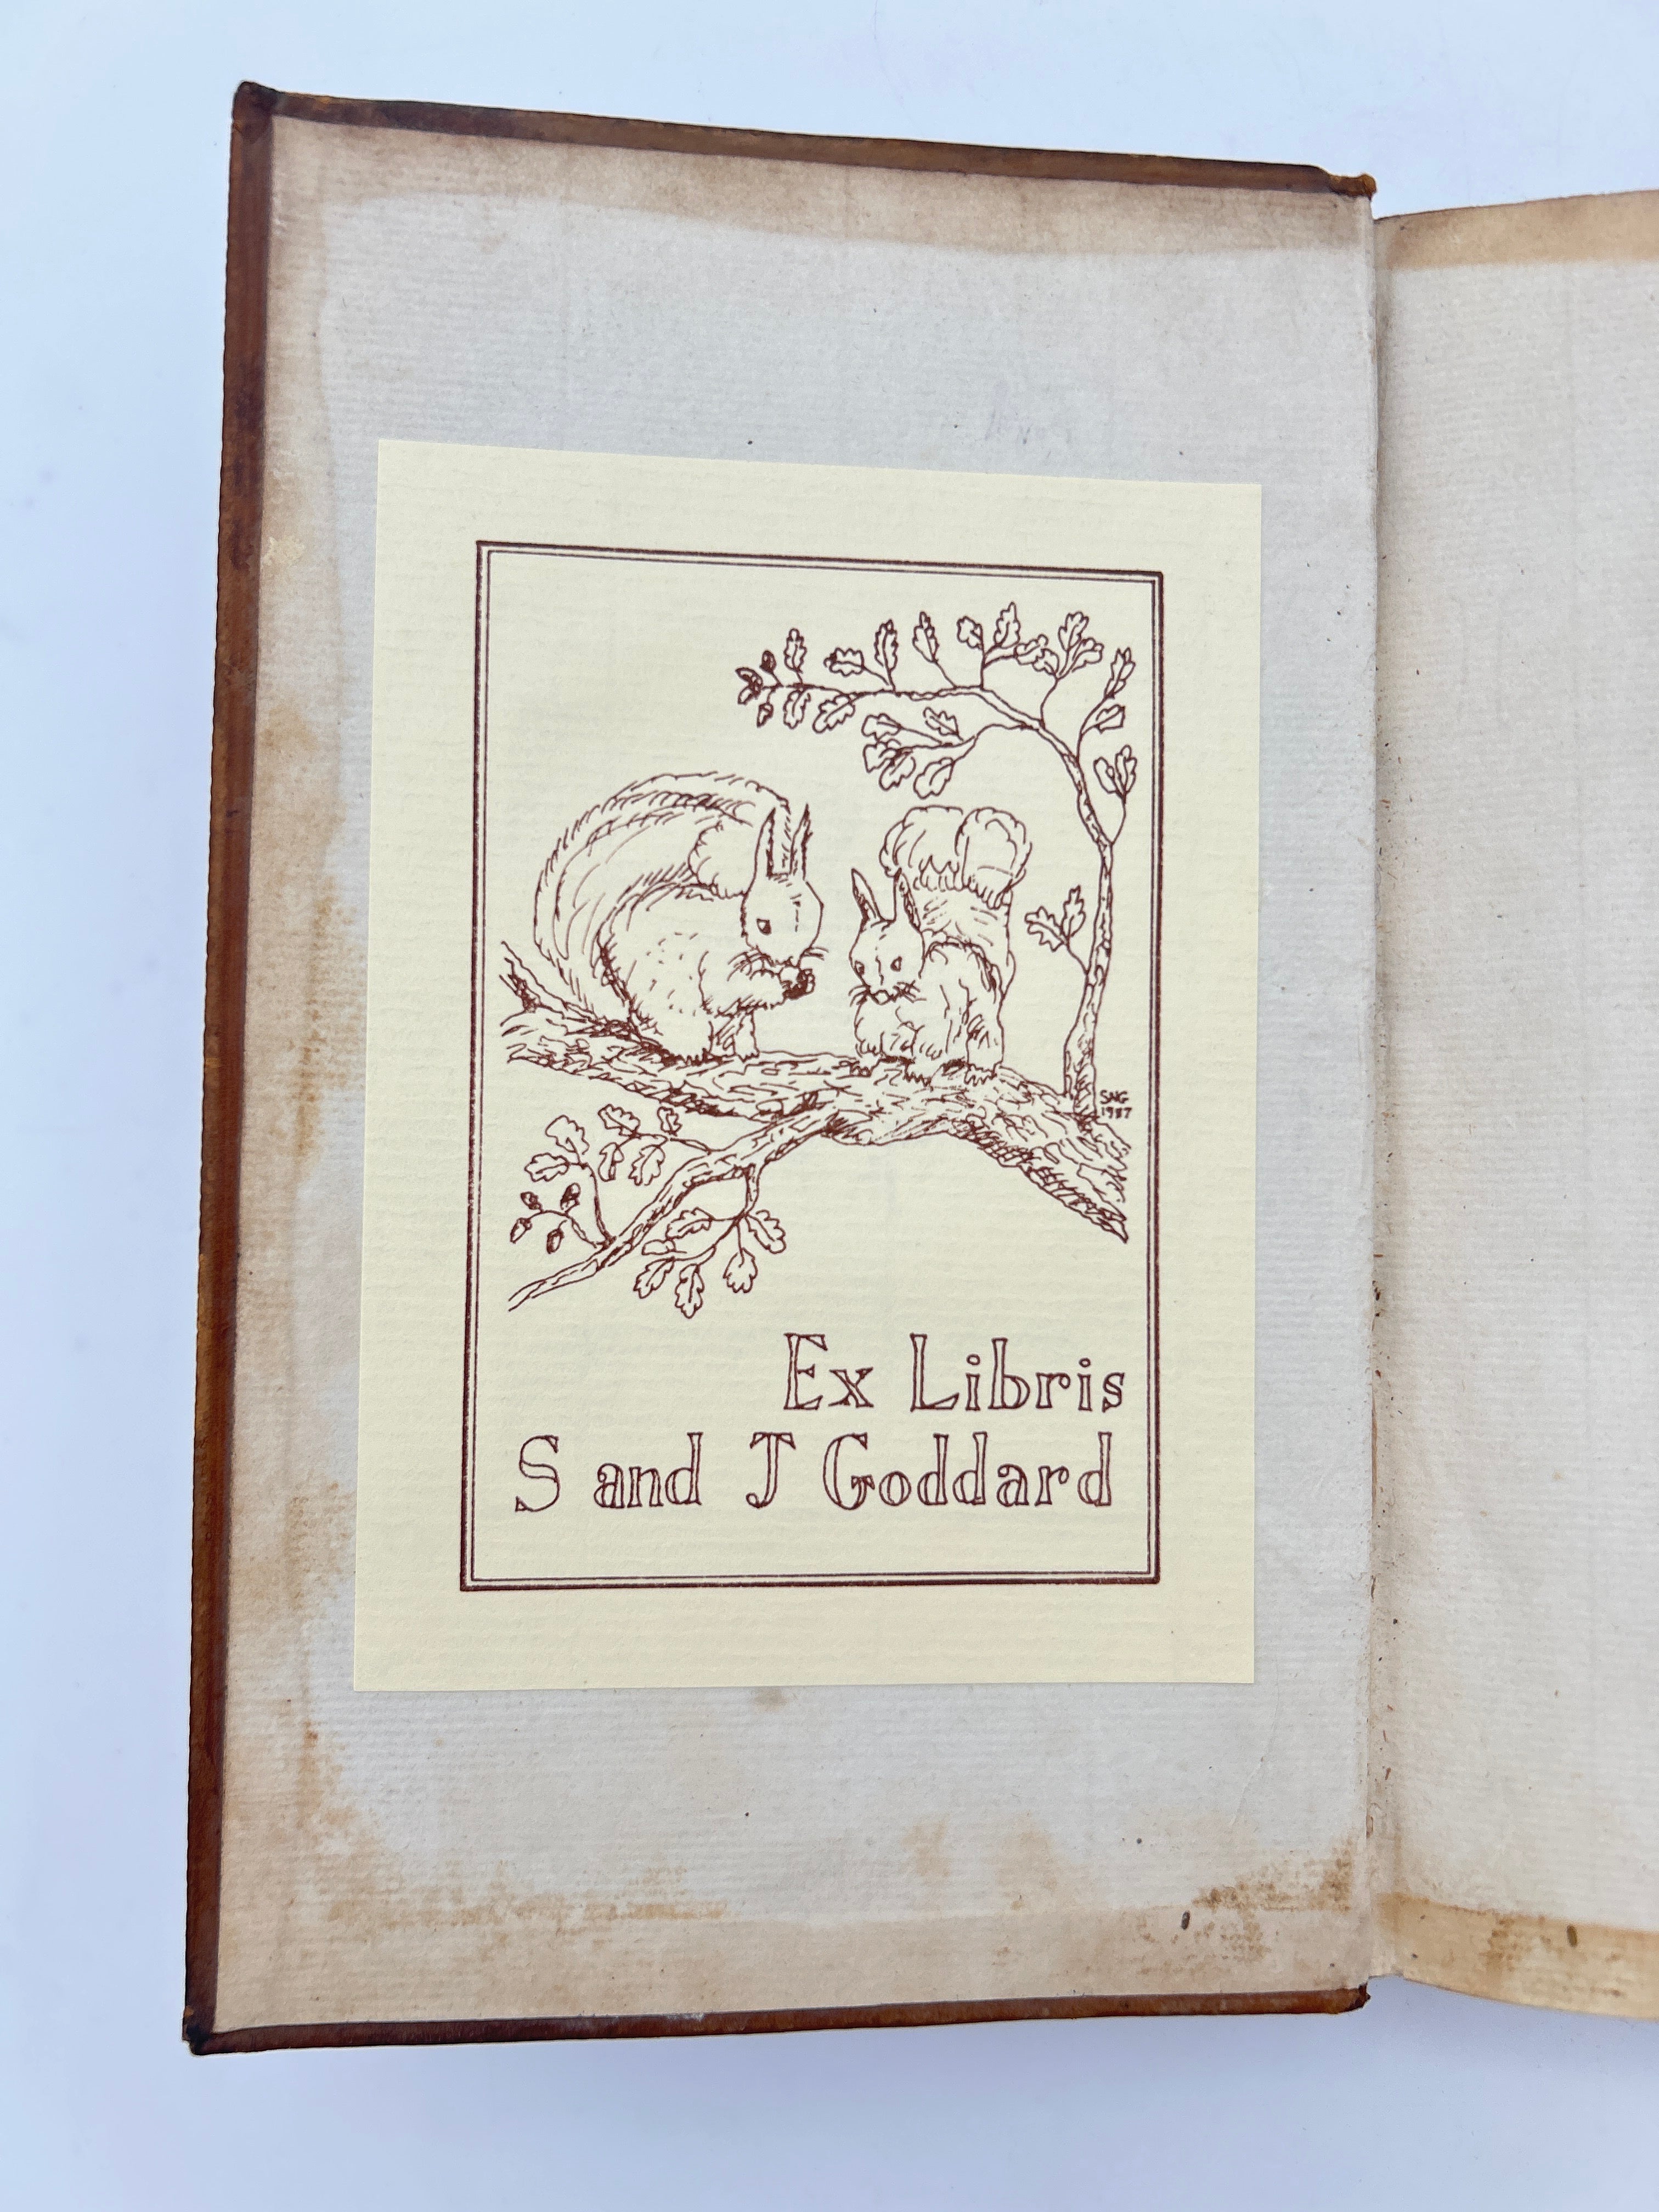 SNG
1987
Ex Libris
S and J Goddard